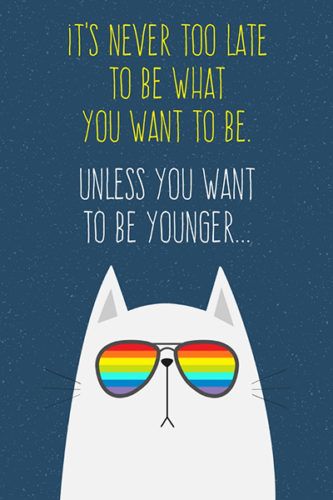 IT'S NEVER TOO LATE
TO BE WHAT
YOU WANT TO BE.
UNLESS YOU WANT
TO BE YOUNGER...